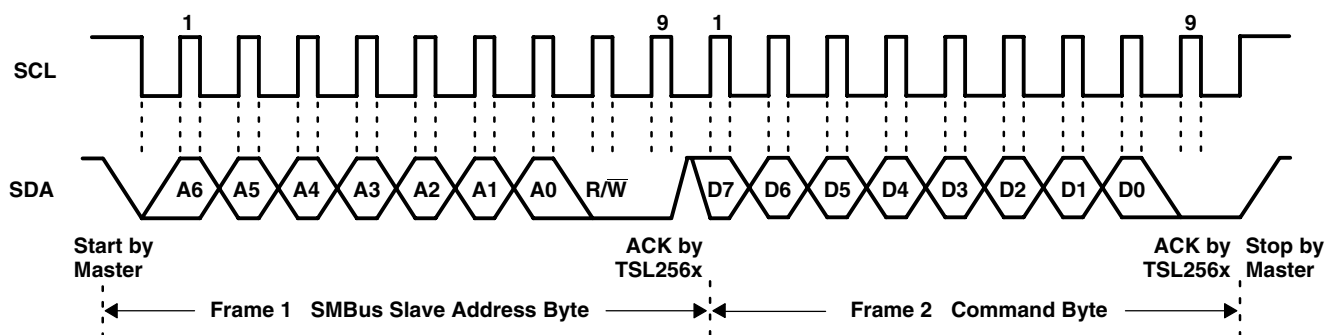 1 9 1 9
SCL
SDA A6 A5 A4 A3 A2 A1 A0 R/W̅ D7 D6 D5 D4 D3 D2 D1 D0
Start by
Master
ACK by
TSL256x
ACK by
TSL256x
Stop by
Master
Frame 1 SMBus Slave Address Byte
Frame 2 Command Byte